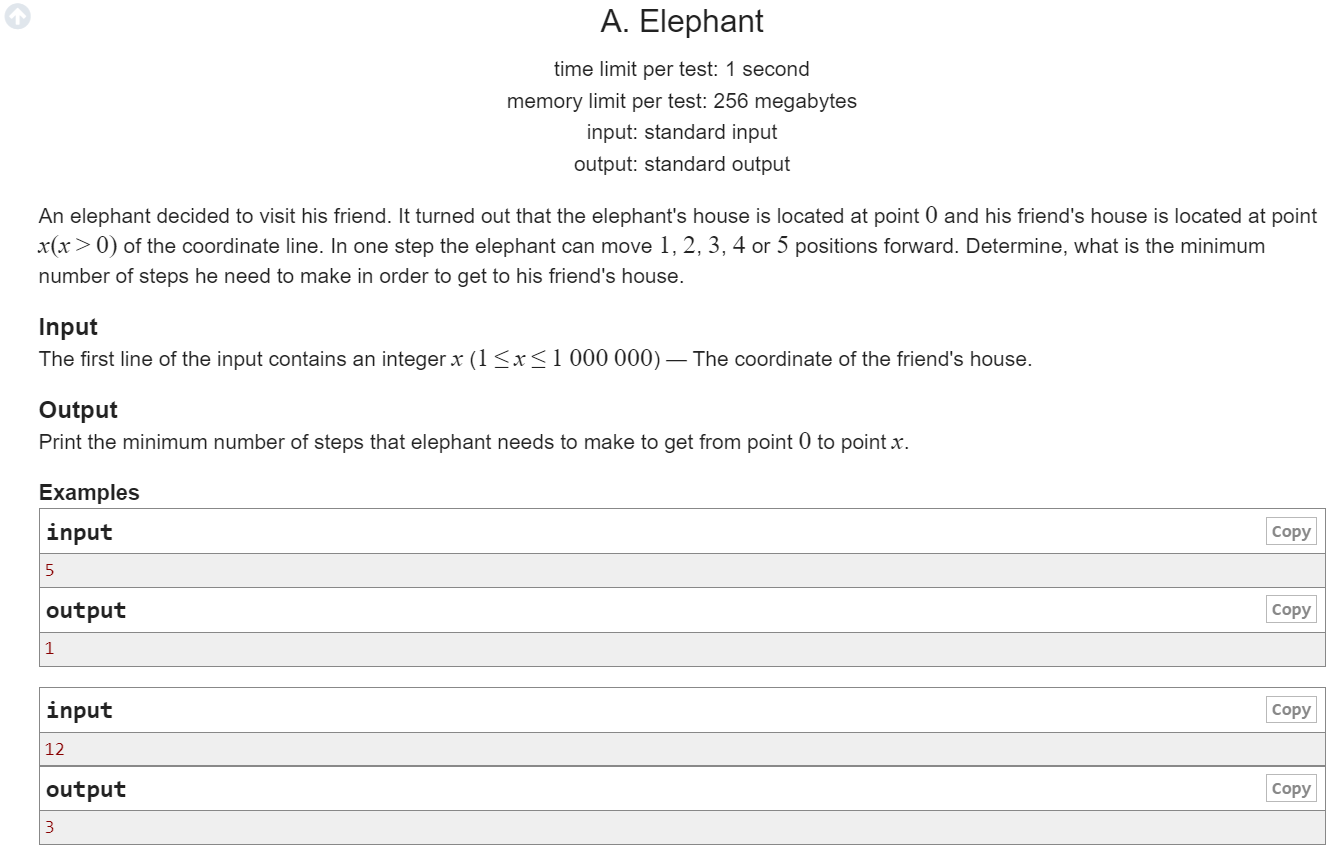 A. Elephant
time limit per test: 1 second
memory limit per test: 256 megabytes
input: standard input
output: standard output
An elephant decided to visit his friend. It turned out that the elephant's house is located at point 0 and his friend's house is located at point
x(x > 0) of the coordinate line. In one step the elephant can move 1, 2, 3, 4 or 5 positions forward. Determine, what is the minimum
number of steps he need to make in order to get to his friend's house.
Input
The first line of the input contains an integer x (1 ≤ x ≤ 1 000 000) — The coordinate of the friend's house.
Output
Print the minimum number of steps that elephant needs to make to get from point 0 to point x.
Examples
input Copy
5
output Copy
1
input Copy
12
output Copy
3